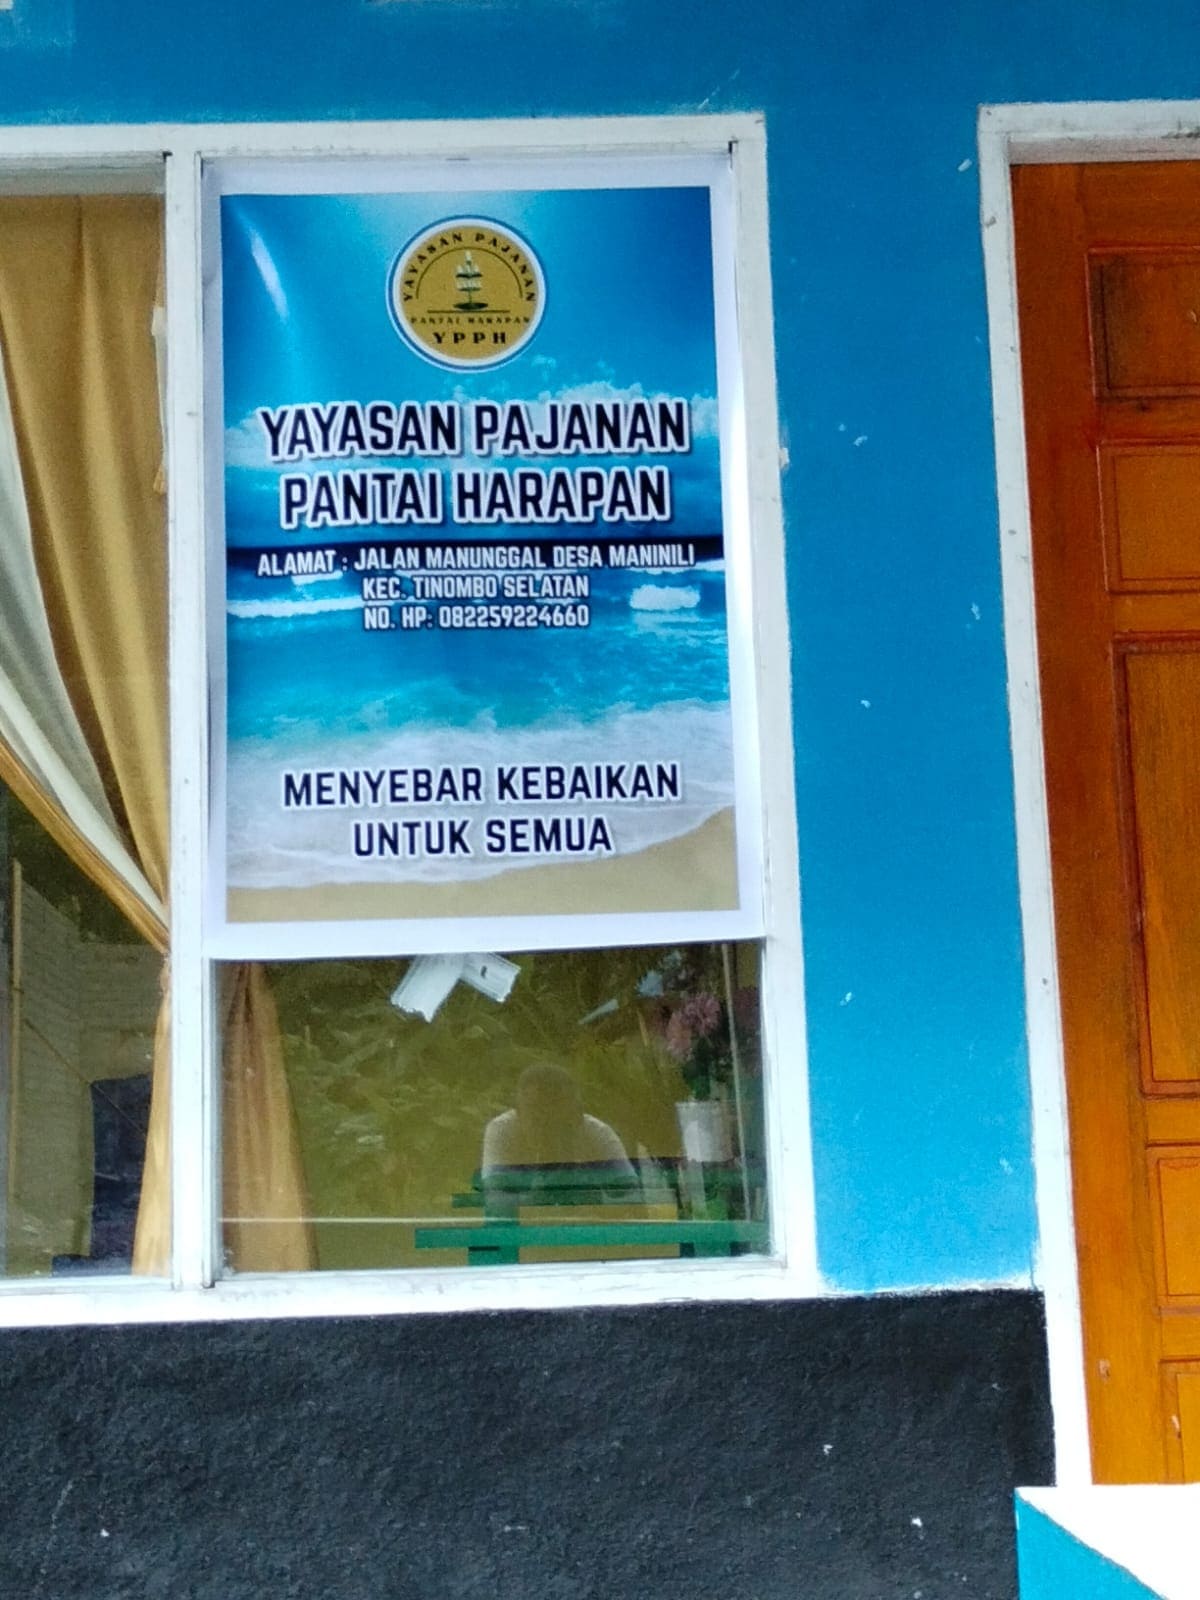 YAYASAN PAJANAN
PANTAI HARAPAN
YPPH
YAYASAN PAJANAN
PANTAI HARAPAN
ALAMAT : JALAN MANUNGGAL DESA MANINILI
KEC. TINOMBO SELATAN
NO. HP: 082259224660
MENYEBAR KEBAIKAN
UNTUK SEMUA